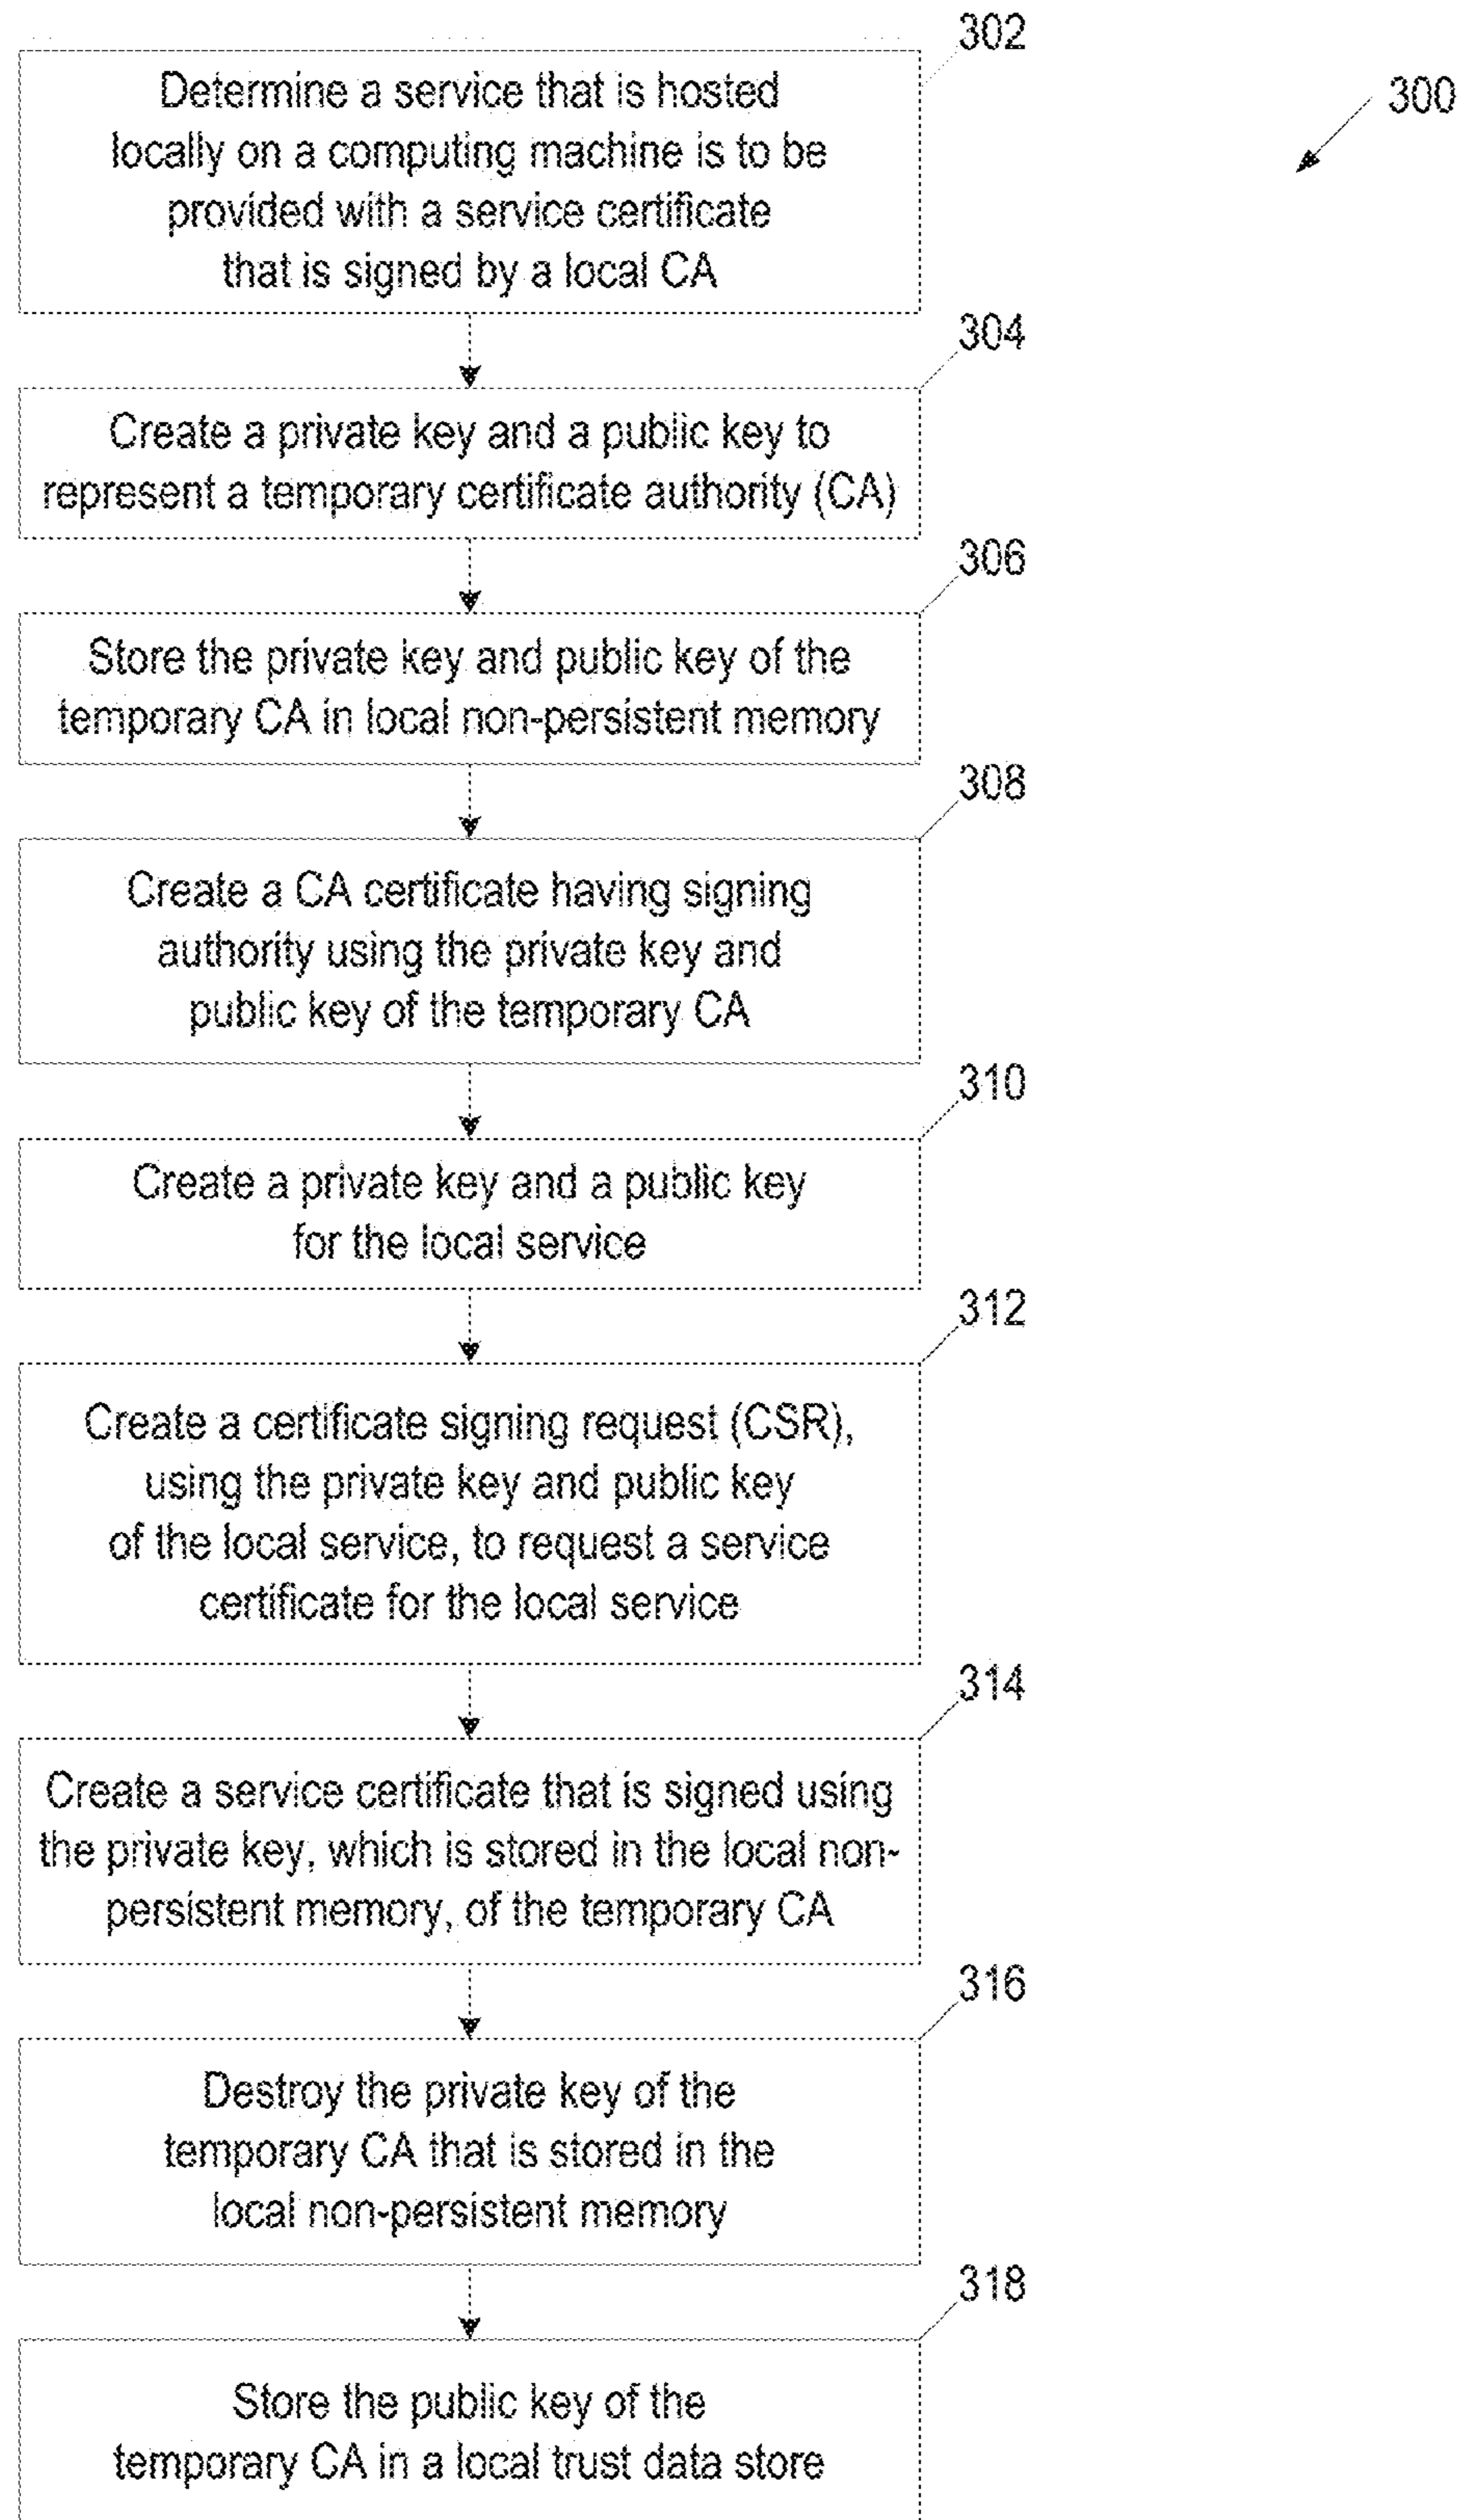 302
300
Determine a service that is hosted
locally on a computing machine is to be
provided with a service certificate
that is signed by a local CA
304
Create a private key and a public key to
represent a temporary certificate authority (CA)
306
Store the private key and public key of the
temporary CA in local non-persistent memory
308
Create a CA certificate having signing
authority using the private key and
public key of the temporary CA
310
Create a private key and a public key
for the local service
312
Create a certificate signing request (CSR),
using the private key and public key
of the local service, to request a service
certificate for the local service
314
Create a service certificate that is signed using
the private key, which is stored in the local non-
persistent memory, of the temporary CA
316
Destroy the private key of the
temporary CA that is stored in the
local non-persistent memory
318
Store the public key of the
temporary CA in a local trust data store